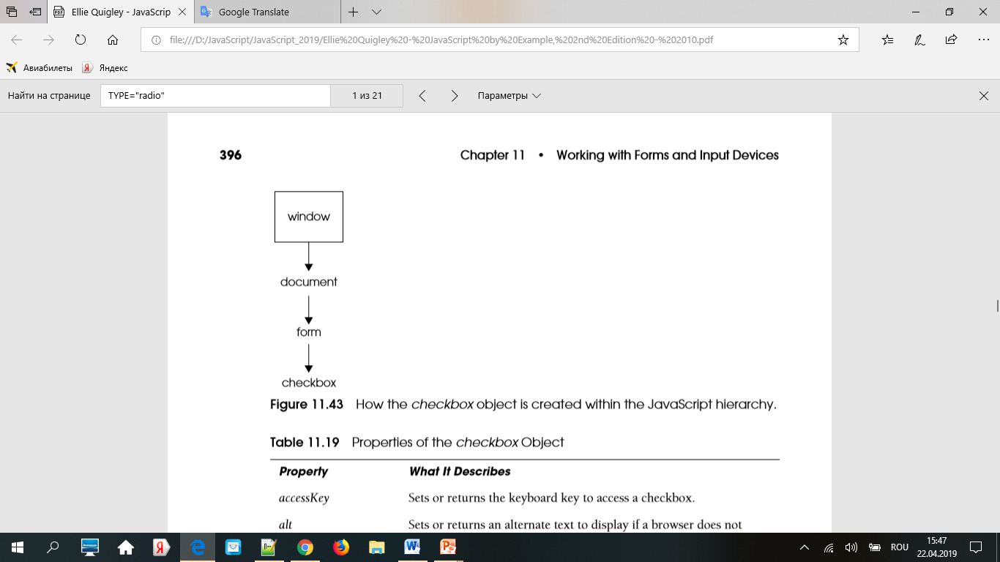 Ellie Quigley - JavaScrip
Google Translate
file:///D:/JavaScript/JavaScript_2019/Ellie%20Quigley%20-%20JavaScript%20by%20Example,%202nd%20Edition%20-%202010.pdf
Авиабилеты
Яндекс
Найти на странице
TYPE="radio"
1 из 21
Параметры
396 Chapter 11 • Working with Forms and Input Devices
window
document
form
checkbox
Figure 11.43 How the checkbox object is created within the JavaScript hierarchy.
Table 11.19 Properties of the checkbox Object
Property What It Describes
accessKey Sets or returns the keyboard key to access a checkbox.
alt Sets or returns an alternate text to display if a browser does not
ROU
15:47
22.04.2019